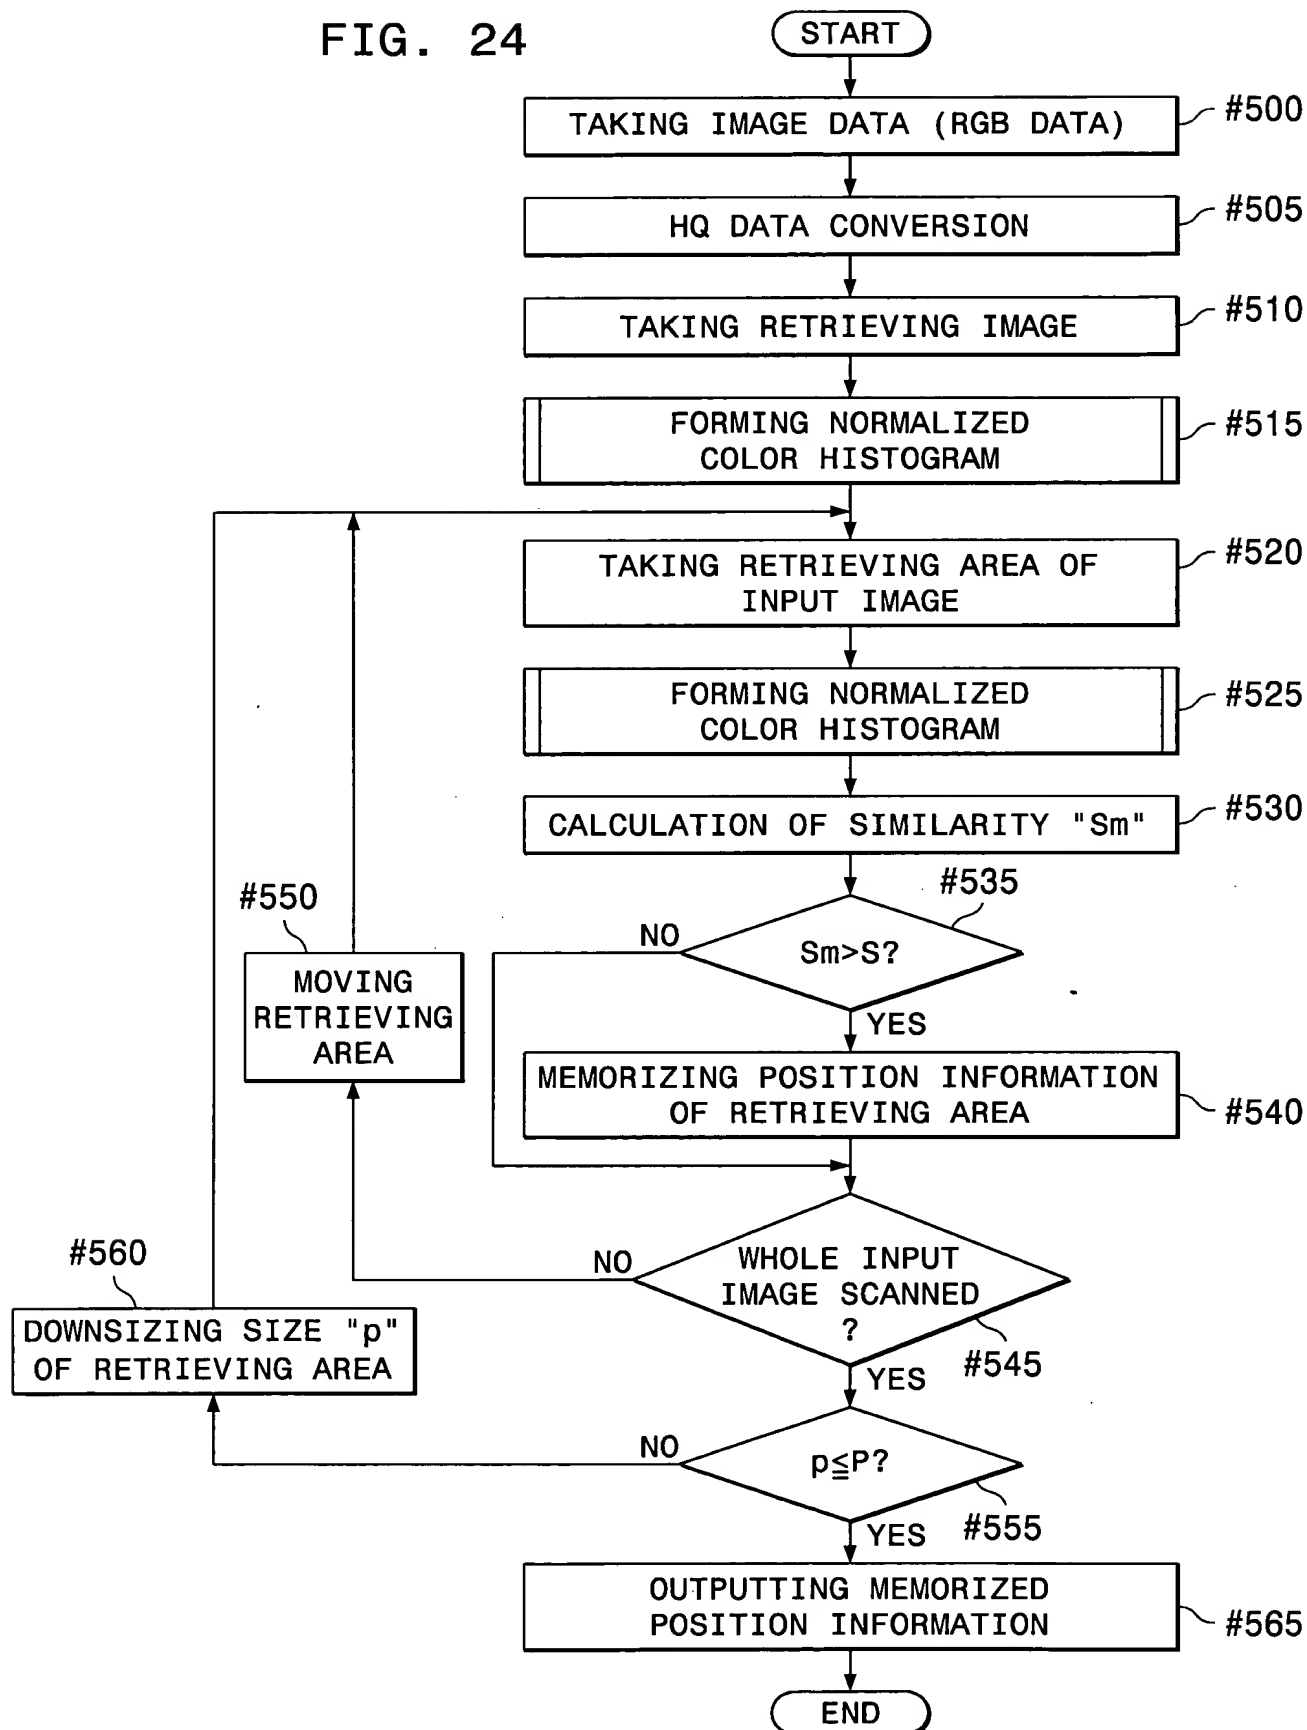 FIG. 24
START
TAKING IMAGE DATA (RGB DATA)
#500
HQ DATA CONVERSION
#505
TAKING RETRIEVING IMAGE
#510
FORMING NORMALIZED
COLOR HISTOGRAM
#515
TAKING RETRIEVING AREA OF
INPUT IMAGE
#520
FORMING NORMALIZED
COLOR HISTOGRAM
#525
CALCULATION OF SIMILARITY "Sm"
#530
#535
Sm>S?
NO
YES
#550
MOVING
RETRIEVING
AREA
MEMORIZING POSITION INFORMATION
OF RETRIEVING AREA
#540
WHOLE INPUT
IMAGE SCANNED
?
NO
#545
YES
#560
DOWNSIZING SIZE "p"
OF RETRIEVING AREA
NO
p≦P?
#555
YES
OUTPUTTING MEMORIZED
POSITION INFORMATION
#565
END